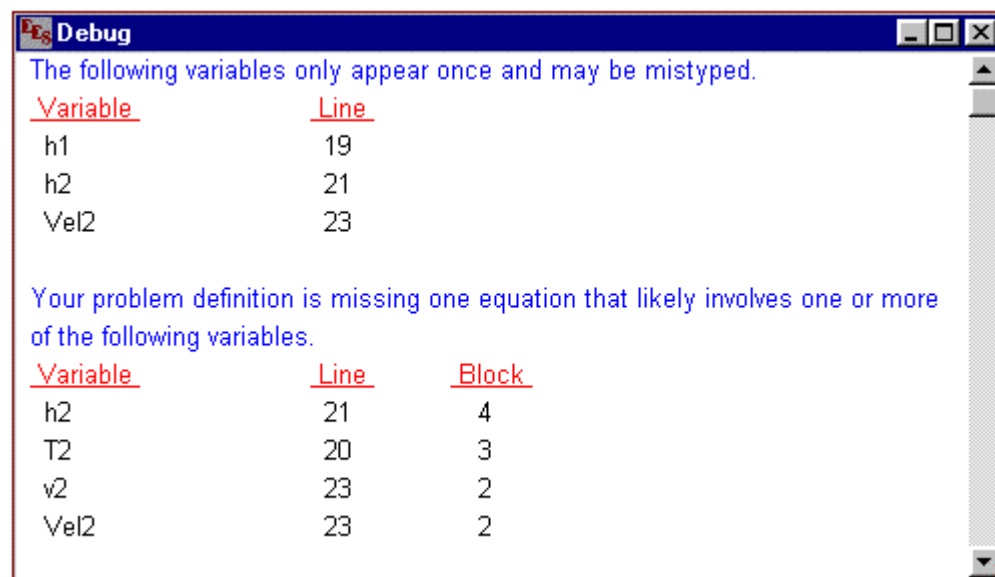 EES Debug
The following variables only appear once and may be mistyped.
Variable Line
h1 19
h2 21
Vel2 23
Your problem definition is missing one equation that likely involves one or more
of the following variables.
Variable Line Block
h2 21 4
T2 20 3
v2 23 2
Vel2 23 2